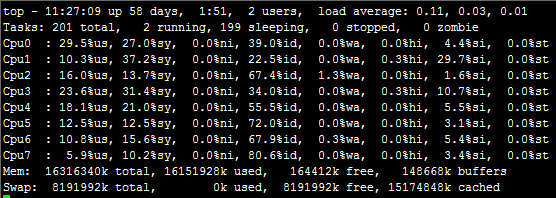 top - 11:27:09 up 58 days,  1:51,  2 users,  load average: 0.11, 0.03, 0.01
Tasks: 201 total,   2 running, 199 sleeping,   0 stopped,   0 zombie
Cpu0  : 29.5%us, 27.0%sy,  0.0%ni, 39.0%id,  0.0%wa,  0.0%hi,  4.4%si,  0.0%st
Cpu1  : 10.3%us, 37.2%sy,  0.0%ni, 22.5%id,  0.0%wa,  0.3%hi, 29.7%si,  0.0%st
Cpu2  : 16.0%us, 13.7%sy,  0.0%ni, 67.4%id,  1.3%wa,  0.0%hi,  1.6%si,  0.0%st
Cpu3  : 23.6%us, 31.4%sy,  0.0%ni, 34.0%id,  0.0%wa,  0.3%hi, 10.7%si,  0.0%st
Cpu4  : 18.1%us, 21.0%sy,  0.0%ni, 55.5%id,  0.0%wa,  0.0%hi,  5.5%si,  0.0%st
Cpu5  : 12.5%us, 12.5%sy,  0.0%ni, 72.0%id,  0.0%wa,  0.0%hi,  3.1%si,  0.0%st
Cpu6  : 10.8%us, 15.6%sy,  0.0%ni, 67.9%id,  0.3%wa,  0.0%hi,  5.4%si,  0.0%st
Cpu7  :  5.9%us, 10.2%sy,  0.0%ni, 80.6%id,  0.0%wa,  0.0%hi,  3.4%si,  0.0%st
Mem:  16316340k total, 16151928k used,   164412k free,   148668k buffers
Swap:  8191992k total,        0k used,  8191992k free, 15174848k cached